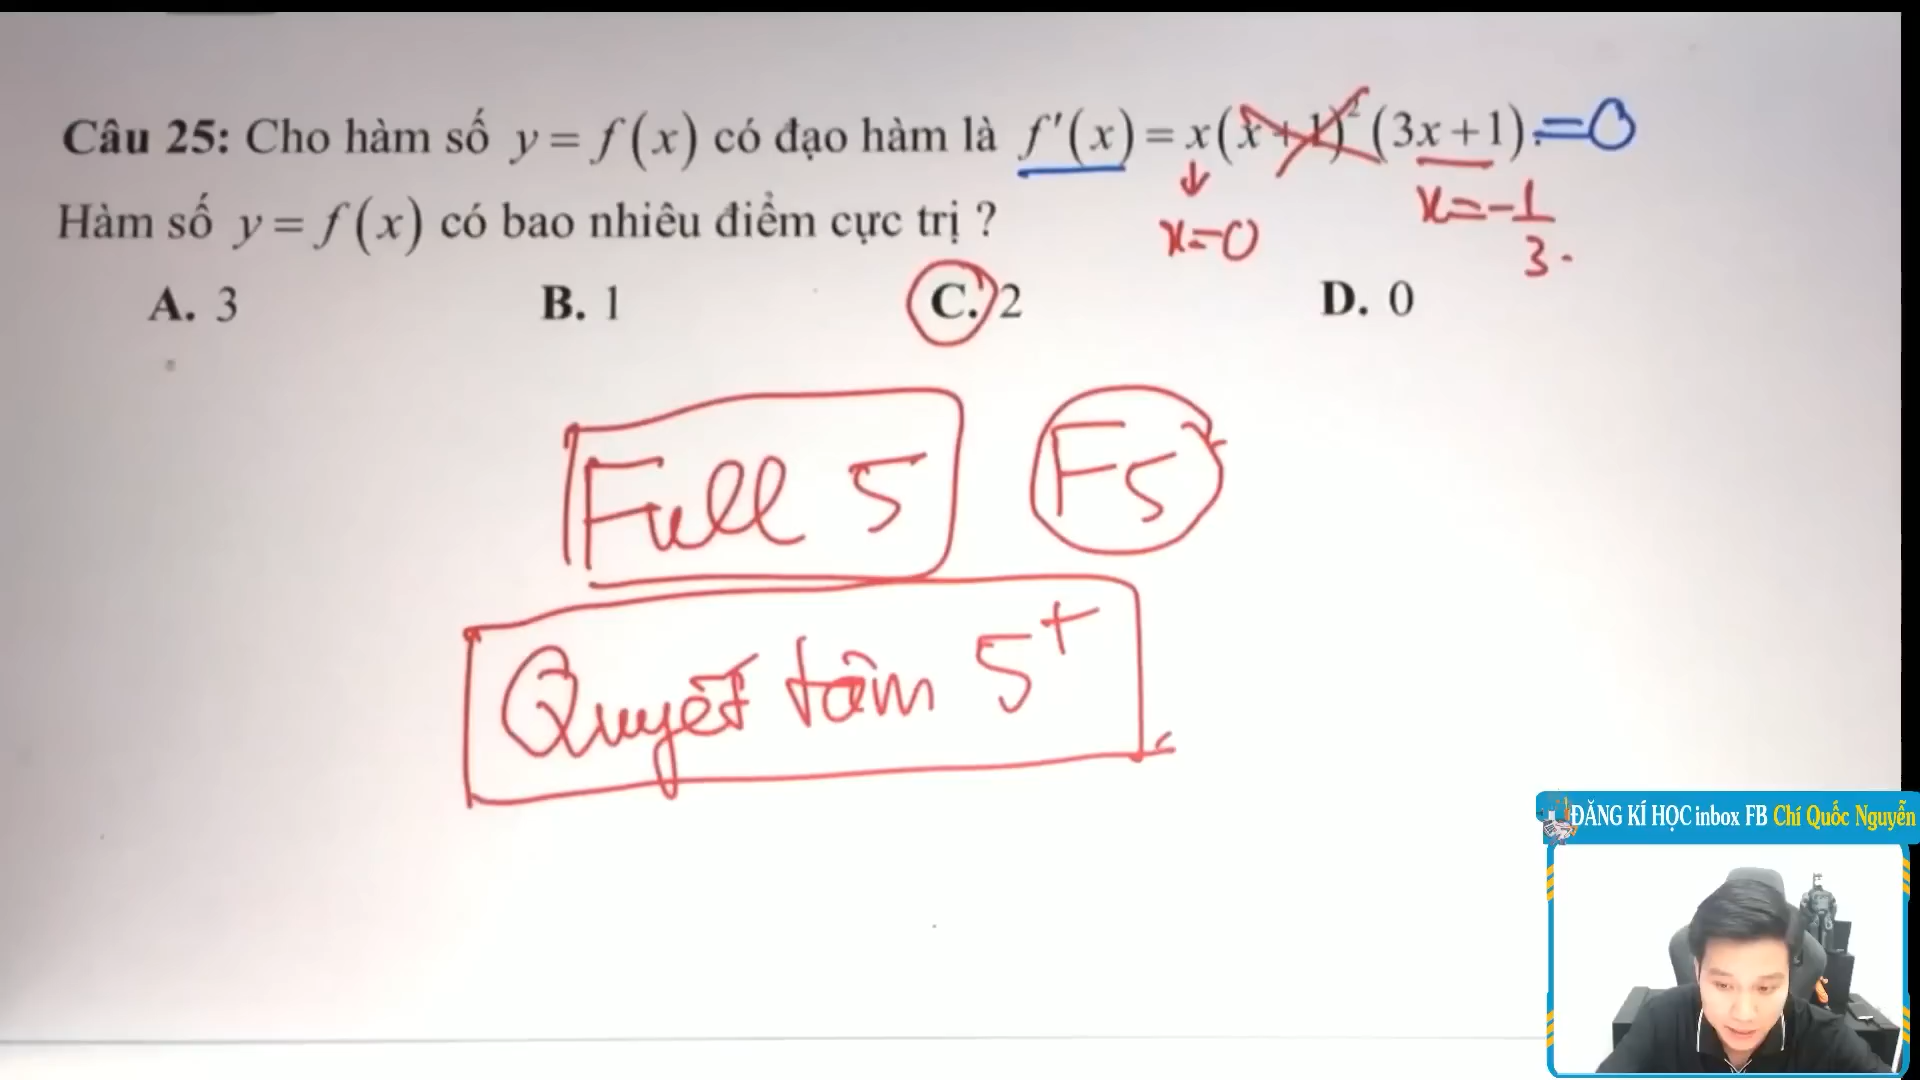 Câu 25: Cho hàm số y = f(x) có đạo hàm là f'(x) = x(x+1)²(3x+1). =0
x=0
x=-1/3.
Hàm số y = f(x) có bao nhiêu điểm cực trị ?
A. 3 B. 1 C. 2 D. 0
Full 5 F5
Quyết tâm 5+
ĐĂNG KÍ HỌC inbox FB Chí Quốc Nguyễn